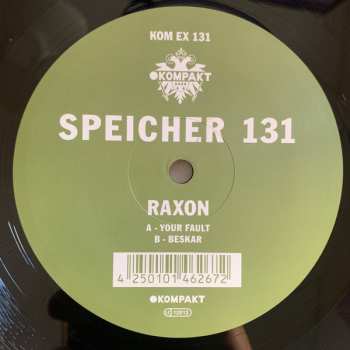 KOM EX 131
KOMPAKT
SPEICHER 131
RAXON
A - YOUR FAULT
B - BESKAR
4 250101 462672
KOMPAKT